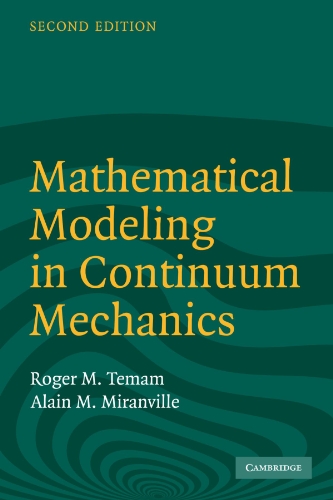 SECOND EDITION
Mathematical
Modeling
in Continuum
Mechanics
Roger M. Temam
Alain M. Miranville
CAMBRIDGE